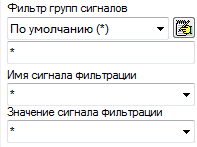 Фильтр групп сигналов
По умолчанию (*)
*
Имя сигнала фильтрации
*
Значение сигнала фильтрации
*